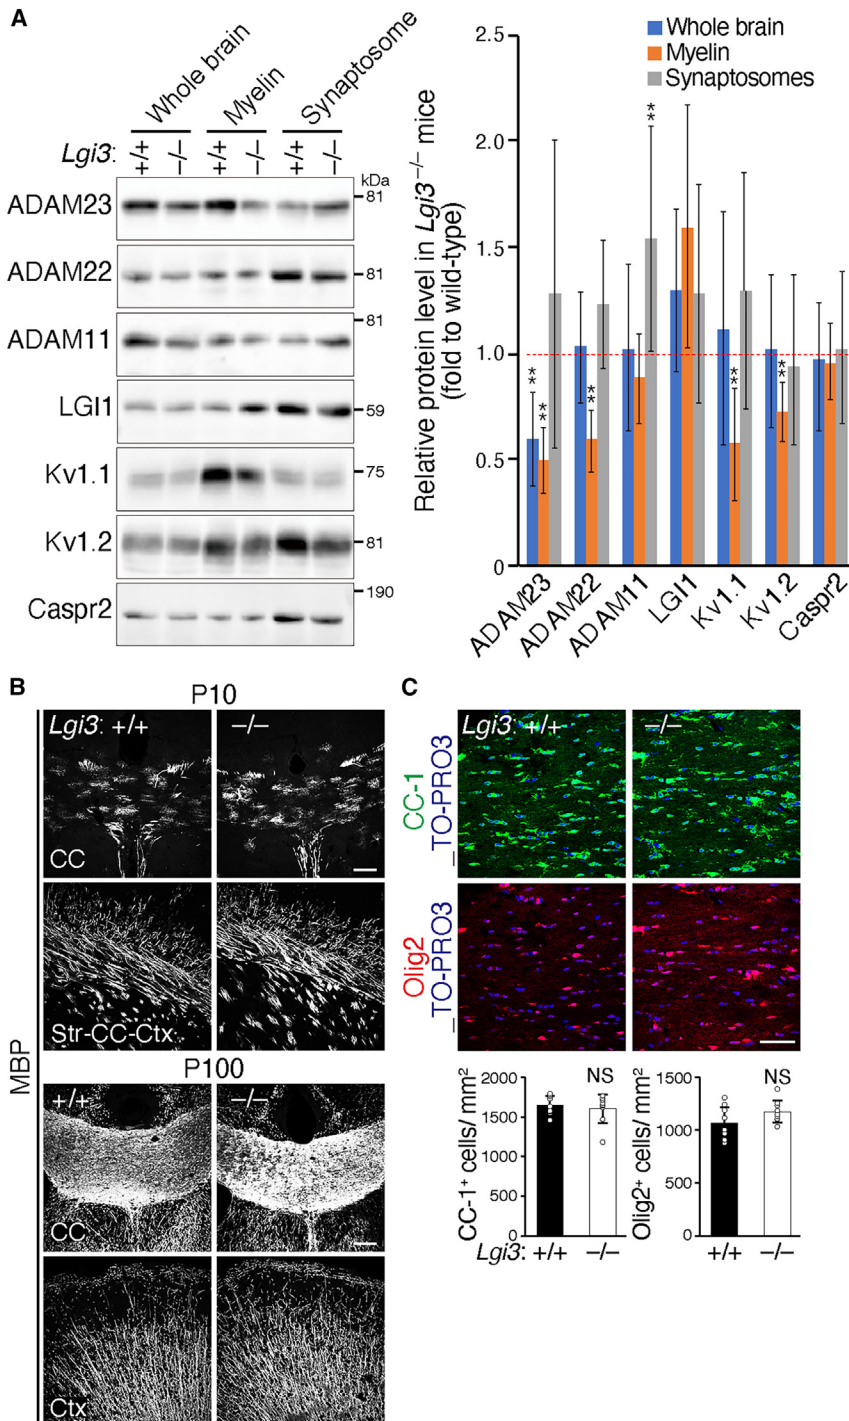 A
Whole brain
Myelin
Synaptosome
Lgi3: +/+ −/− +/+ −/− +/+ −/−
kDa
ADAM23
81
ADAM22
81
ADAM11
81
LGI1
59
Kv1.1
75
Kv1.2
81
Caspr2
190
Relative protein level in Lgi3−/− mice
(fold to wild-type)
2.5
2.0
1.5
1.0
0.5
0
Whole brain
Myelin
Synaptosomes
**
**
**
**
**
**
ADAM23
ADAM22
ADAM11
LGI1
Kv1.1
Kv1.2
Caspr2
B
P10
MBP
Lgi3: +/+
−/−
CC
Str-CC-Ctx
P100
+/+
−/−
CC
Ctx
C
Lgi3: +/+
−/−
CC-1
_TO-PRO3
Olig2
_TO-PRO3
CC-1+ cells/ mm2
2000
1500
1000
500
0
NS
Lgi3: +/+ −/−
Olig2+ cells/ mm2
1500
1000
500
0
NS
+/+ −/−